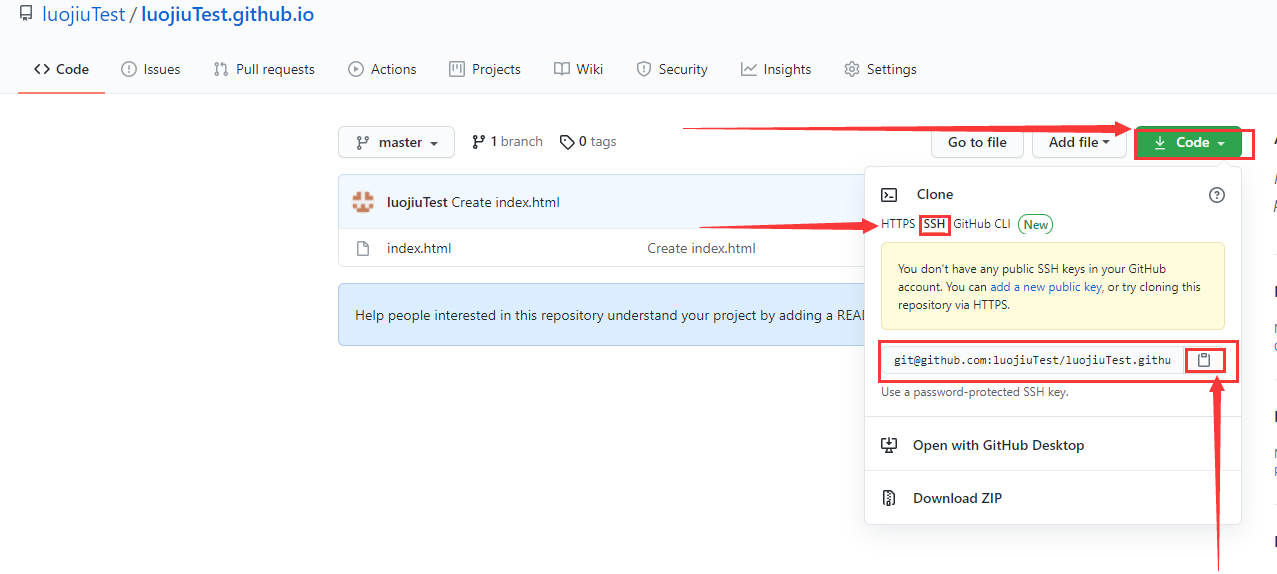 luojiuTest / luojiuTest.github.io
Code Issues Pull requests Actions Projects Wiki Security Insights Settings
master 1 branch 0 tags Go to file Add file Code
luojiuTest Create index.html
index.html Create index.html
Help people interested in this repository understand your project by adding a REA
Clone
HTTPS SSH GitHub CLI New
You don't have any public SSH keys in your GitHub
account. You can add a new public key, or try cloning this
repository via HTTPS.
git@github.com:luojiuTest/luojiuTest.githu
Use a password-protected SSH key.
Open with GitHub Desktop
Download ZIP